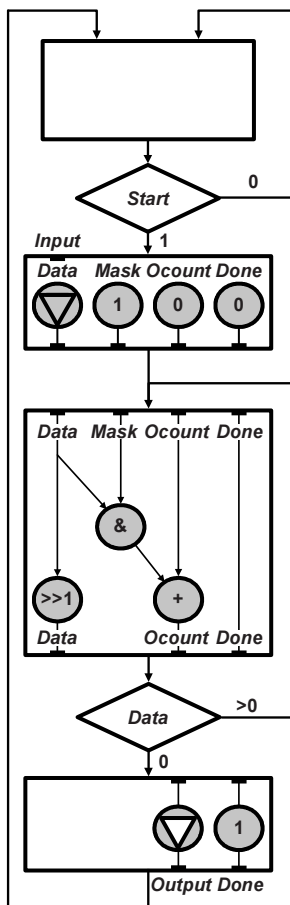 Start
0
1
Input
Data Mask Ocount Done
1 0 0
Data Mask Ocount Done
&
>>1 +
Data Ocount Done
Data
>0
0
1
Output Done